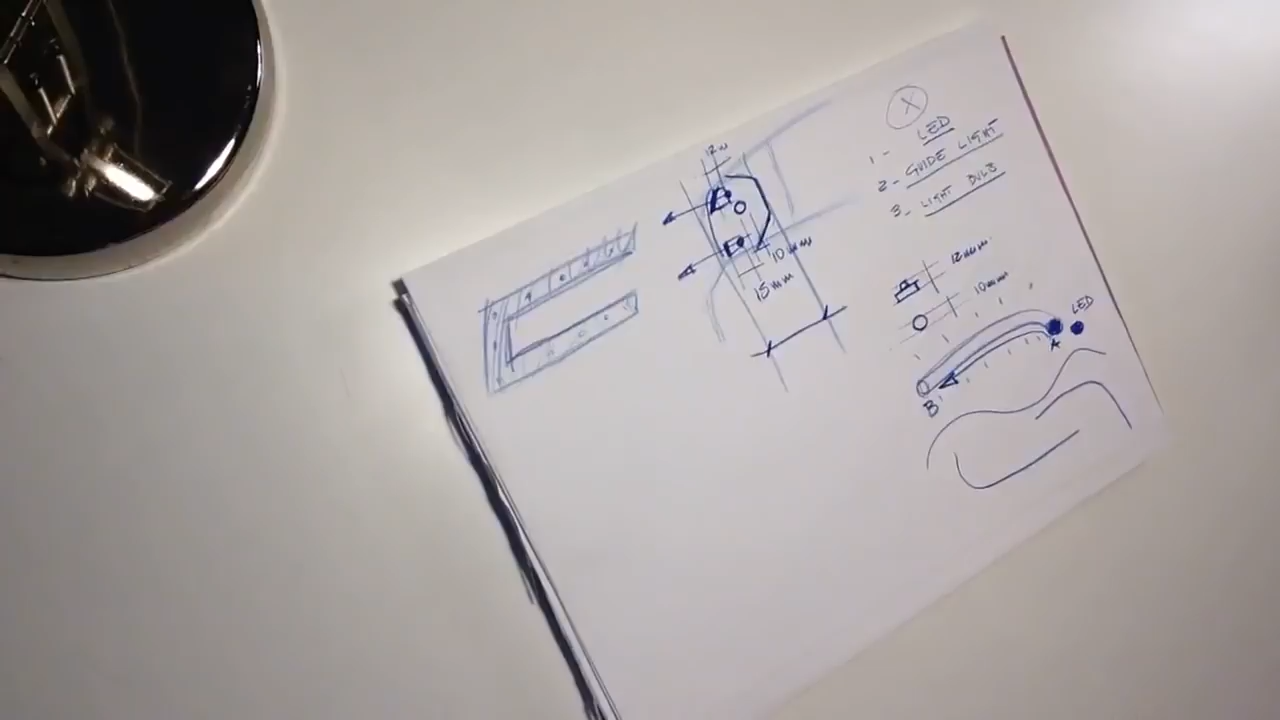 X
1- LED
2- GUIDE LIGHT
3- LIGHT BULB
12mm
10mm
15mm
12mm
10mm
LED
A
B